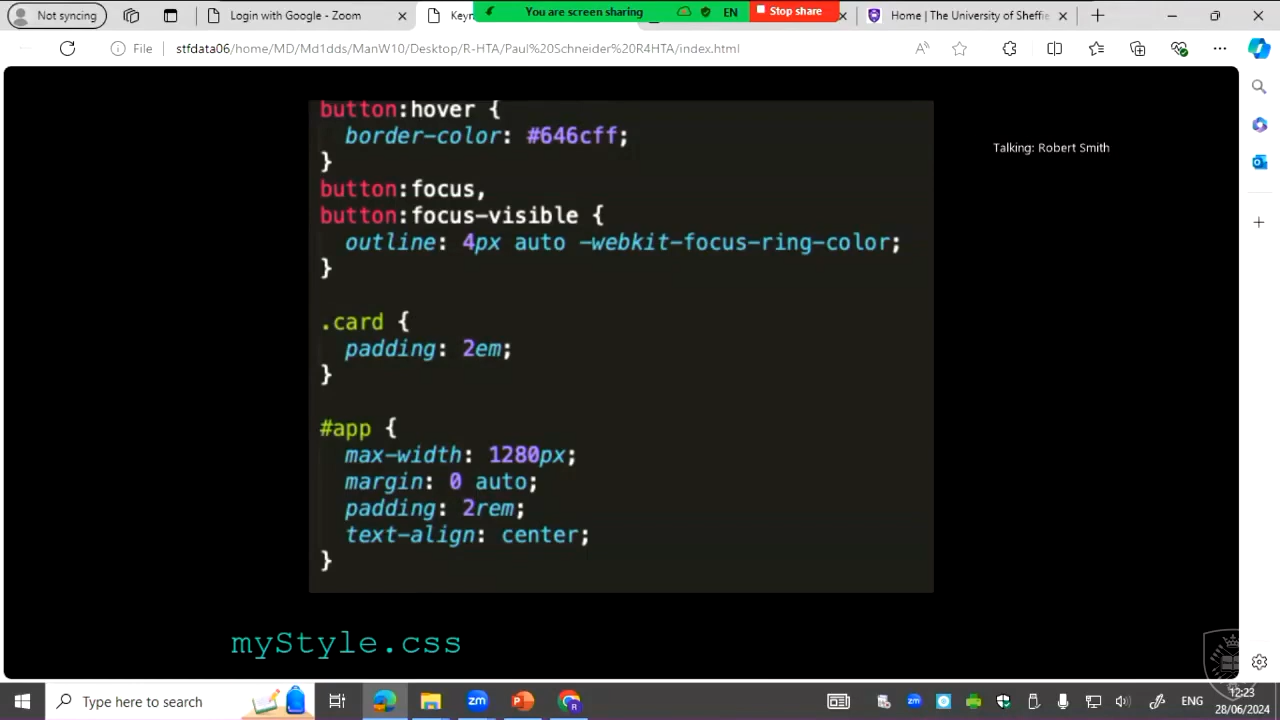 Not syncing
Login with Google - Zoom
Keyn
You are screen sharing
EN
Stop share
Home | The University of Sheffie
File
stfdata06/home/MD/Md1dds/ManW10/Desktop/R-HTA/Paul%20Schneider%20R4HTA/index.html
button:hover {
border-color: #646cff;
}
button:focus,
button:focus-visible {
outline: 4px auto -webkit-focus-ring-color;
}
.card {
padding: 2em;
}
#app {
max-width: 1280px;
margin: 0 auto;
padding: 2rem;
text-align: center;
}
Talking: Robert Smith
myStyle.css
Type here to search
zm
zm
ENG
12:23
28/06/2024